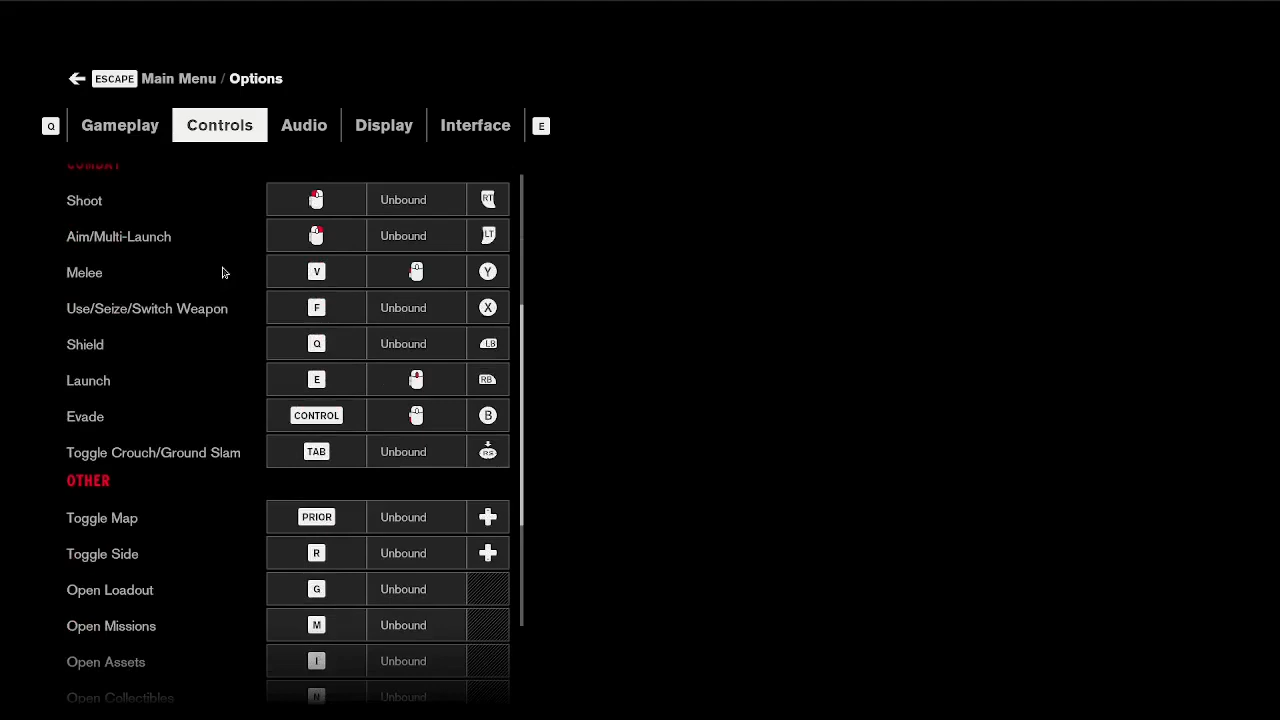 ESCAPE Main Menu / Options
Q Gameplay Controls Audio Display Interface E
COMBAT
Shoot Unbound RT
Aim/Multi-Launch Unbound LT
Melee V Y
Use/Seize/Switch Weapon F Unbound X
Shield Q Unbound LB
Launch E RB
Evade CONTROL B
Toggle Crouch/Ground Slam TAB Unbound RS
OTHER
Toggle Map PRIOR Unbound
Toggle Side R Unbound
Open Loadout G Unbound
Open Missions M Unbound
Open Assets I Unbound
Open Collectibles N Unbound